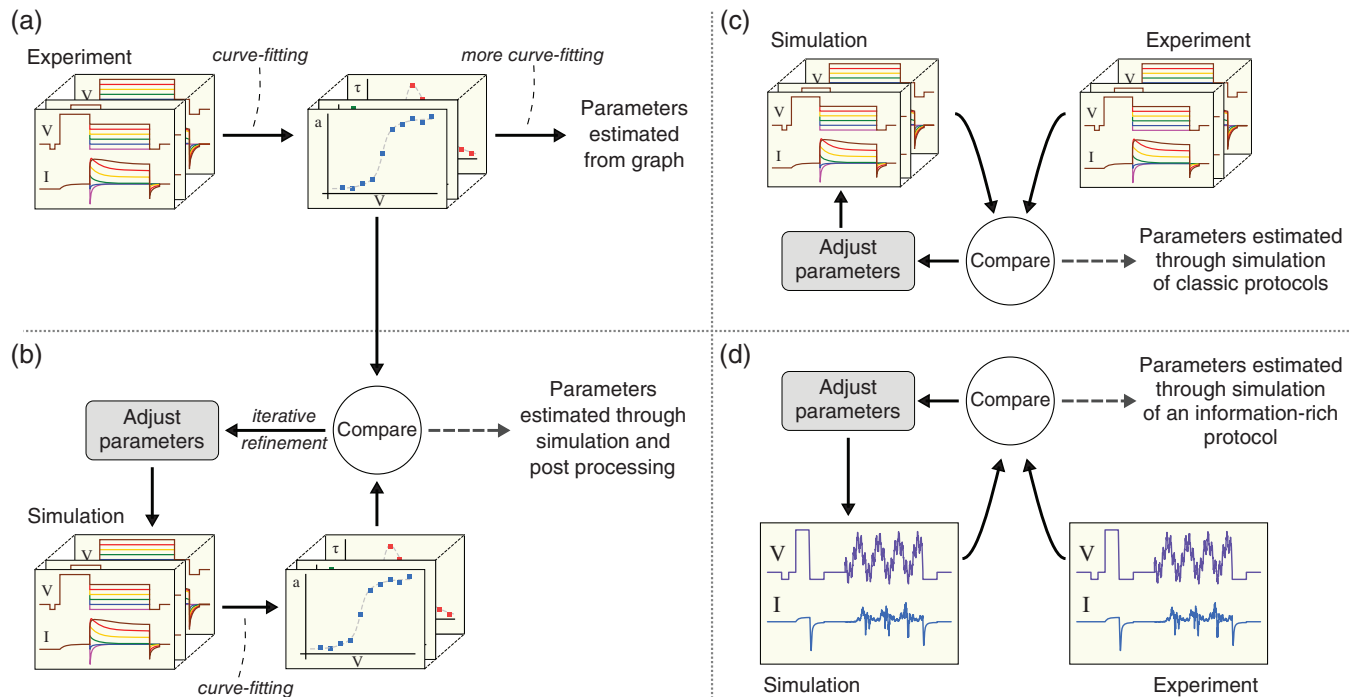 (a)
Experiment
curve-fitting
more curve-fitting
V
V
I
τ
a
V
Parameters
estimated
from graph
(b)
Adjust
parameters
iterative
refinement
Compare
Parameters
estimated through
simulation and
post processing
Simulation
V
V
I
τ
a
V
curve-fitting
(c)
Simulation
Experiment
V
V
I
V
V
I
Adjust
parameters
Compare
Parameters estimated
through simulation
of classic protocols
(d)
Adjust
parameters
Compare
Parameters estimated
through simulation
of an information-rich
protocol
V
I
V
I
Simulation
Experiment